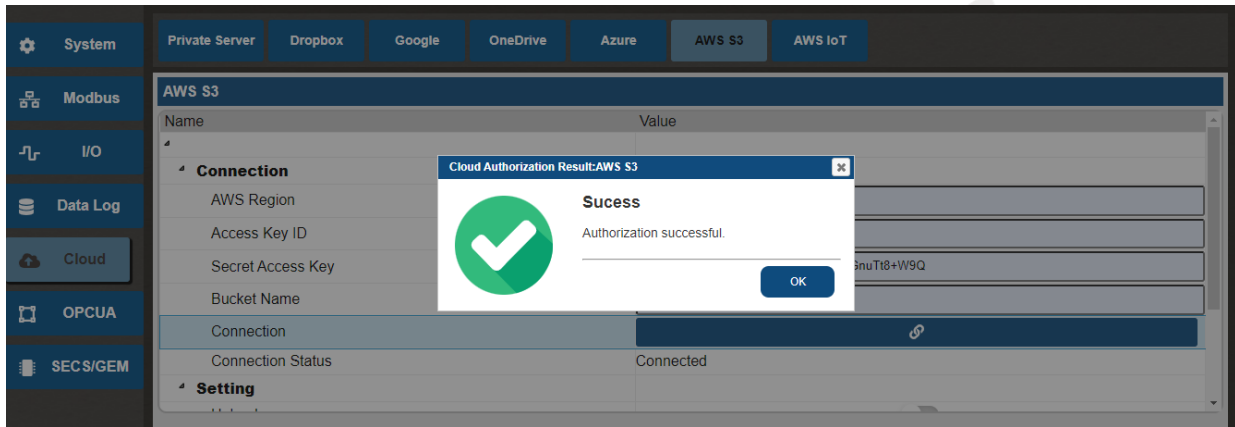 System
Private Server Dropbox Google OneDrive Azure AWS S3 AWS IoT
Modbus
AWS S3
Name Value
I/O
Cloud Authorization Result:AWS S3
Connection
Sucess
AWS Region
Data Log
Authorization successful.
Access Key ID
Cloud
Secret Access Key
GnuTt8+W9Q
OK
Bucket Name
OPCUA
Connection
SECS/GEM
Connection Status Connected
Setting